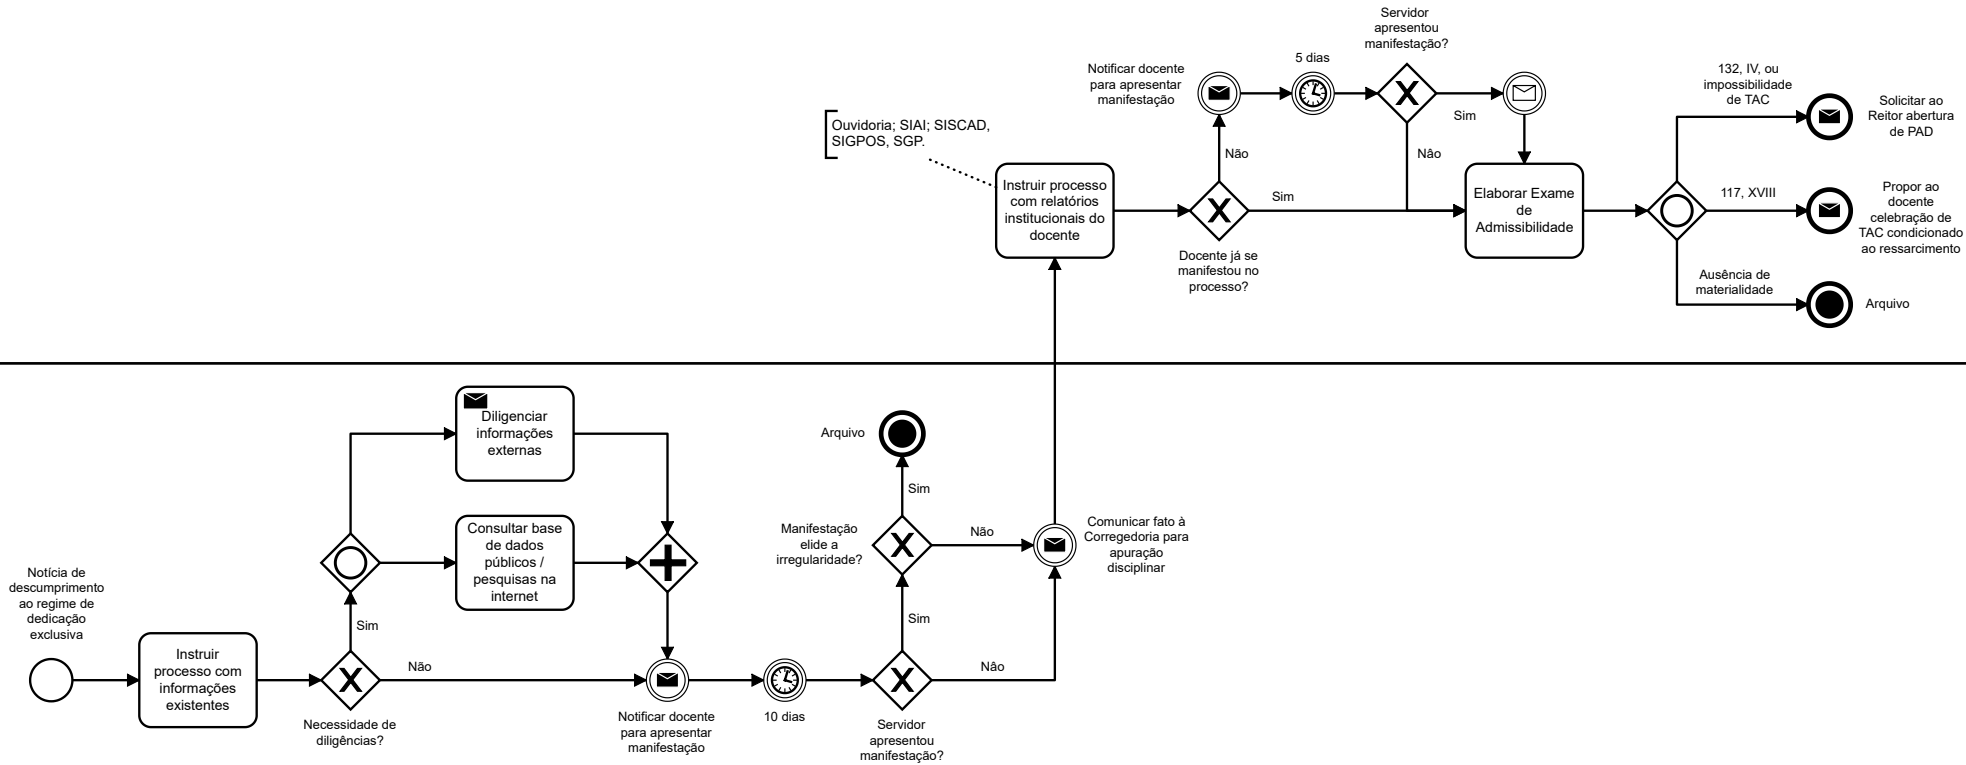 Servidor
apresentou
manifestação?
5 dias
Notificar docente
para apresentar
manifestação
Sim
Não
Nâo
132, IV, ou
impossibilidade
de TAC
Solicitar ao
Reitor abertura
de PAD
Ouvidoria; SIAI; SISCAD,
SIGPOS, SGP.
Instruir processo
com relatórios
institucionais do
docente
Sim
Docente já se
manifestou no
processo?
Elaborar Exame
de
Admissibilidade
117, XVIII
Propor ao
docente
celebração de
TAC condicionado
ao ressarcimento
Ausência de
materialidade
Arquivo
Diligenciar
informações
externas
Arquivo
Sim
Consultar base
de dados
públicos /
pesquisas na
internet
Manifestação
elide a
irregularidade?
Não
Comunicar fato à
Corregedoria para
apuração
disciplinar
Notícia de
descumprimento
ao regime de
dedicação
exclusiva
Sim
Sim
Instruir
processo com
informações
existentes
Não
Nâo
Necessidade de
diligências?
Notificar docente
para apresentar
manifestação
10 dias
Servidor
apresentou
manifestação?